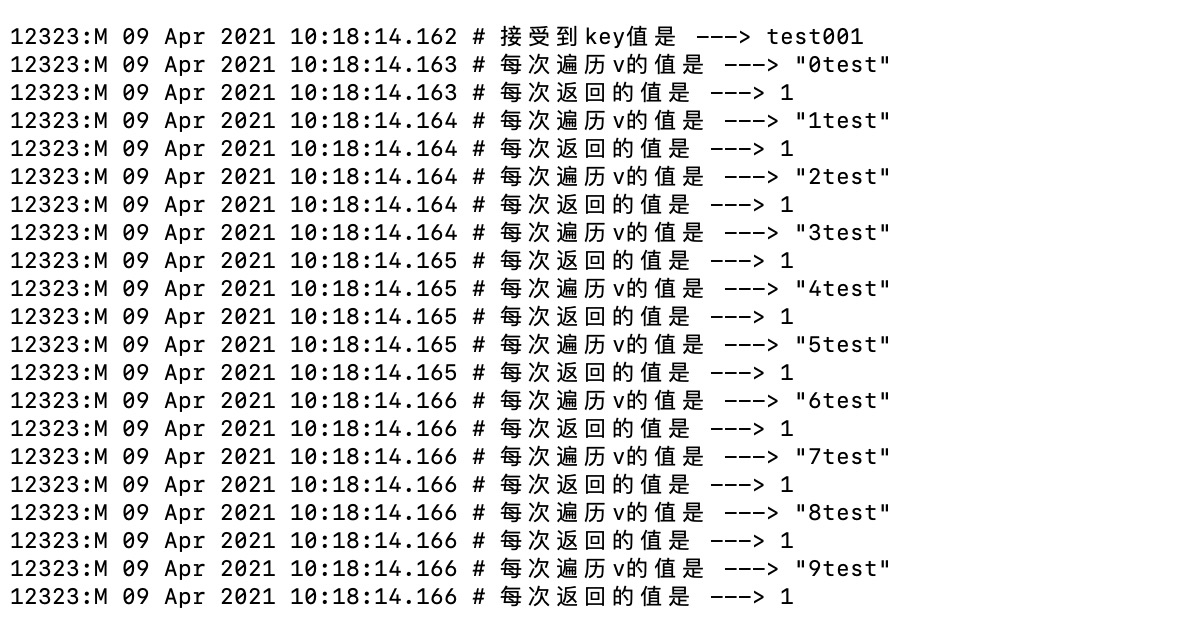 12323:M 09 Apr 2021 10:18:14.162 # 接受到key值是 ---> test001
12323:M 09 Apr 2021 10:18:14.163 # 每次遍历v的值是 ---> "0test"
12323:M 09 Apr 2021 10:18:14.163 # 每次返回的值是 ---> 1
12323:M 09 Apr 2021 10:18:14.164 # 每次遍历v的值是 ---> "1test"
12323:M 09 Apr 2021 10:18:14.164 # 每次返回的值是 ---> 1
12323:M 09 Apr 2021 10:18:14.164 # 每次遍历v的值是 ---> "2test"
12323:M 09 Apr 2021 10:18:14.164 # 每次返回的值是 ---> 1
12323:M 09 Apr 2021 10:18:14.164 # 每次遍历v的值是 ---> "3test"
12323:M 09 Apr 2021 10:18:14.165 # 每次返回的值是 ---> 1
12323:M 09 Apr 2021 10:18:14.165 # 每次遍历v的值是 ---> "4test"
12323:M 09 Apr 2021 10:18:14.165 # 每次返回的值是 ---> 1
12323:M 09 Apr 2021 10:18:14.165 # 每次遍历v的值是 ---> "5test"
12323:M 09 Apr 2021 10:18:14.165 # 每次返回的值是 ---> 1
12323:M 09 Apr 2021 10:18:14.166 # 每次遍历v的值是 ---> "6test"
12323:M 09 Apr 2021 10:18:14.166 # 每次返回的值是 ---> 1
12323:M 09 Apr 2021 10:18:14.166 # 每次遍历v的值是 ---> "7test"
12323:M 09 Apr 2021 10:18:14.166 # 每次返回的值是 ---> 1
12323:M 09 Apr 2021 10:18:14.166 # 每次遍历v的值是 ---> "8test"
12323:M 09 Apr 2021 10:18:14.166 # 每次返回的值是 ---> 1
12323:M 09 Apr 2021 10:18:14.166 # 每次遍历v的值是 ---> "9test"
12323:M 09 Apr 2021 10:18:14.166 # 每次返回的值是 ---> 1